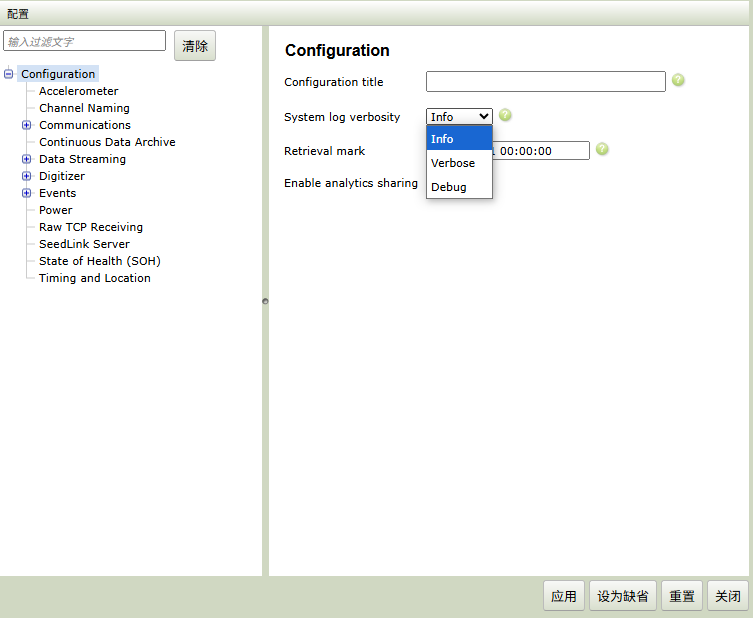 配置
输入过滤文字
清除
Configuration
Accelerometer
Channel Naming
Communications
Continuous Data Archive
Data Streaming
Digitizer
Events
Power
Raw TCP Receiving
SeedLink Server
State of Health (SOH)
Timing and Location
Configuration
Configuration title
System log verbosity
Info
Info
Verbose
Debug
Retrieval mark
00:00:00
Enable analytics sharing
应用
设为缺省
重置
关闭